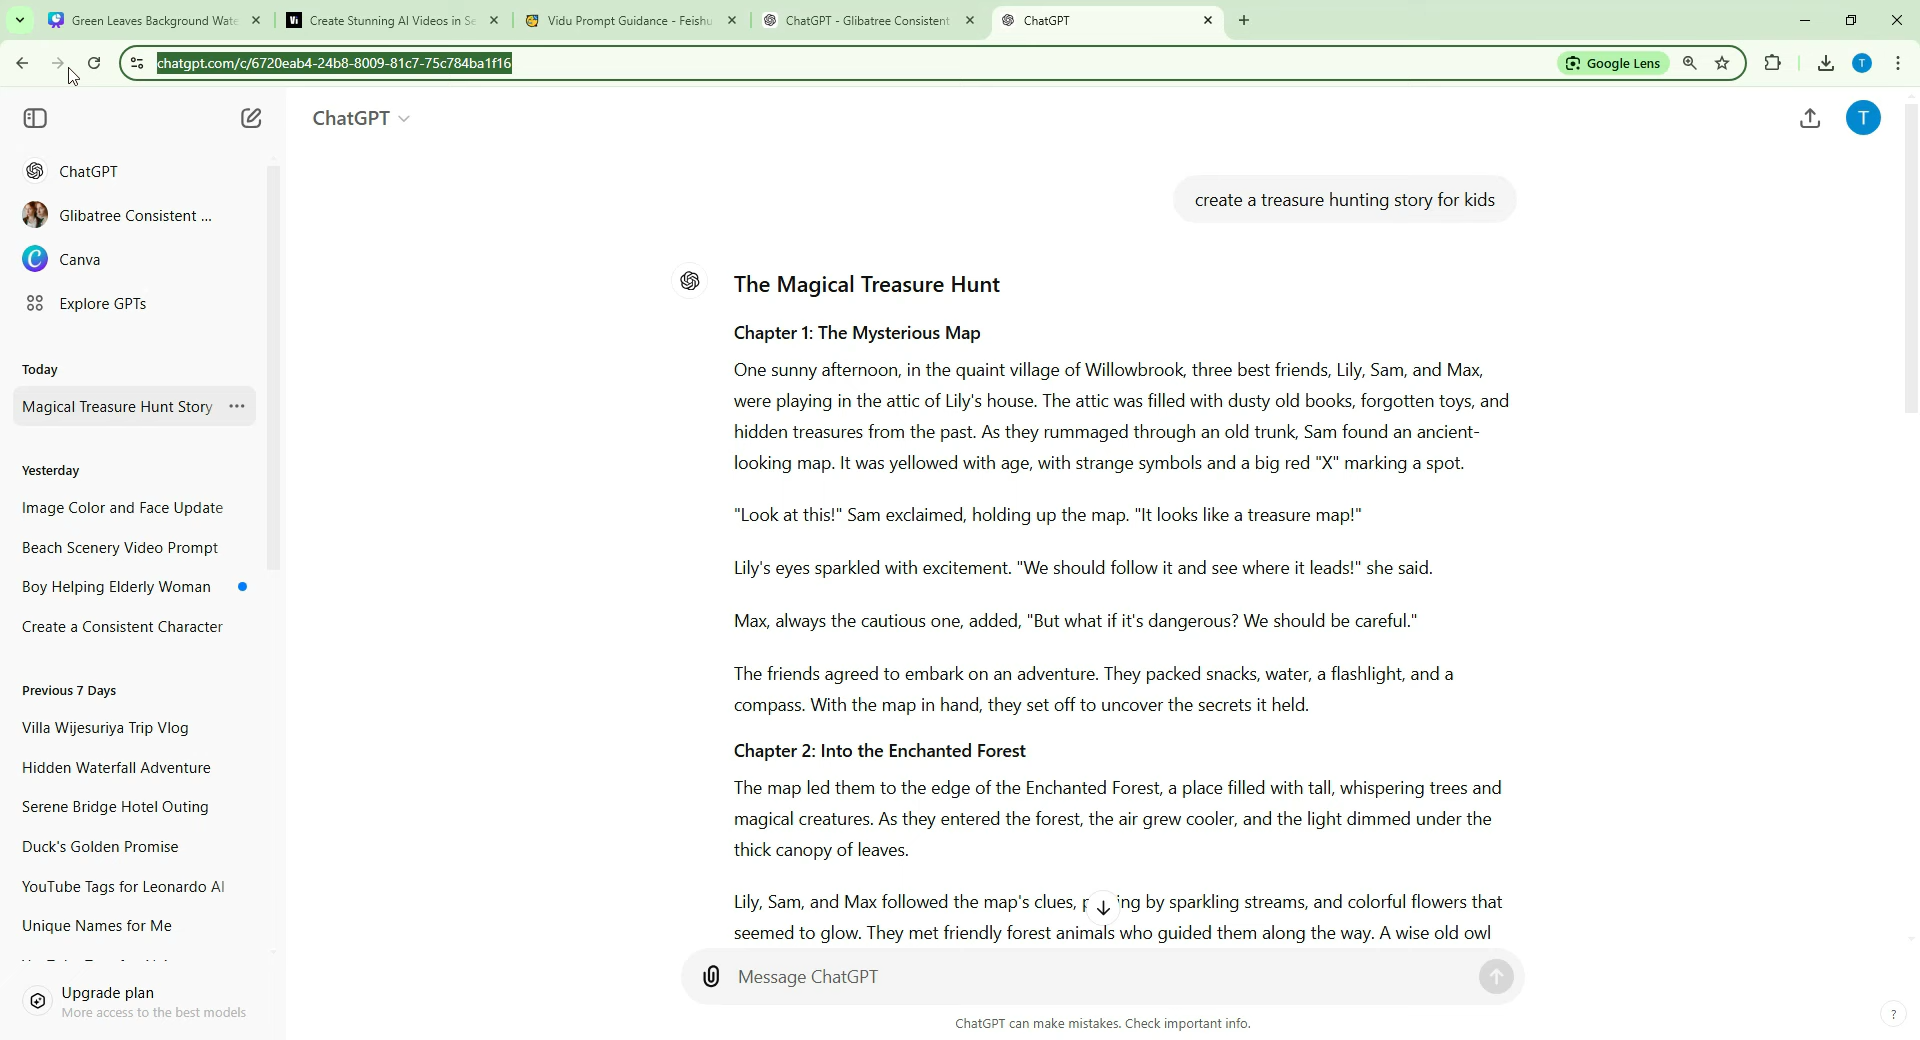 Green Leaves Background Wate
Create Stunning AI Videos in Se
Vidu Prompt Guidance - Feishu
ChatGPT - Glibatree Consistent
ChatGPT
chatgpt.com/c/6720eab4-24b8-8009-81c7-75c784ba1f16
Google Lens
T
ChatGPT
T
ChatGPT
Glibatree Consistent ...
Canva
Explore GPTs
Today
Magical Treasure Hunt Story
Yesterday
Image Color and Face Update
Beach Scenery Video Prompt
Boy Helping Elderly Woman
Create a Consistent Character
Previous 7 Days
Villa Wijesuriya Trip Vlog
Hidden Waterfall Adventure
Serene Bridge Hotel Outing
Duck's Golden Promise
YouTube Tags for Leonardo AI
Unique Names for Me
Upgrade plan
More access to the best models
create a treasure hunting story for kids
The Magical Treasure Hunt
Chapter 1: The Mysterious Map
One sunny afternoon, in the quaint village of Willowbrook, three best friends, Lily, Sam, and Max,
were playing in the attic of Lily's house. The attic was filled with dusty old books, forgotten toys, and
hidden treasures from the past. As they rummaged through an old trunk, Sam found an ancient-
looking map. It was yellowed with age, with strange symbols and a big red "X" marking a spot.
"Look at this!" Sam exclaimed, holding up the map. "It looks like a treasure map!"
Lily's eyes sparkled with excitement. "We should follow it and see where it leads!" she said.
Max, always the cautious one, added, "But what if it's dangerous? We should be careful."
The friends agreed to embark on an adventure. They packed snacks, water, a flashlight, and a
compass. With the map in hand, they set off to uncover the secrets it held.
Chapter 2: Into the Enchanted Forest
The map led them to the edge of the Enchanted Forest, a place filled with tall, whispering trees and
magical creatures. As they entered the forest, the air grew cooler, and the light dimmed under the
thick canopy of leaves.
Lily, Sam, and Max followed the map's clues, by sparkling streams, and colorful flowers that
seemed to glow. They met friendly forest animals who guided them along the way. A wise old owl
Message ChatGPT
ChatGPT can make mistakes. Check important info.
?